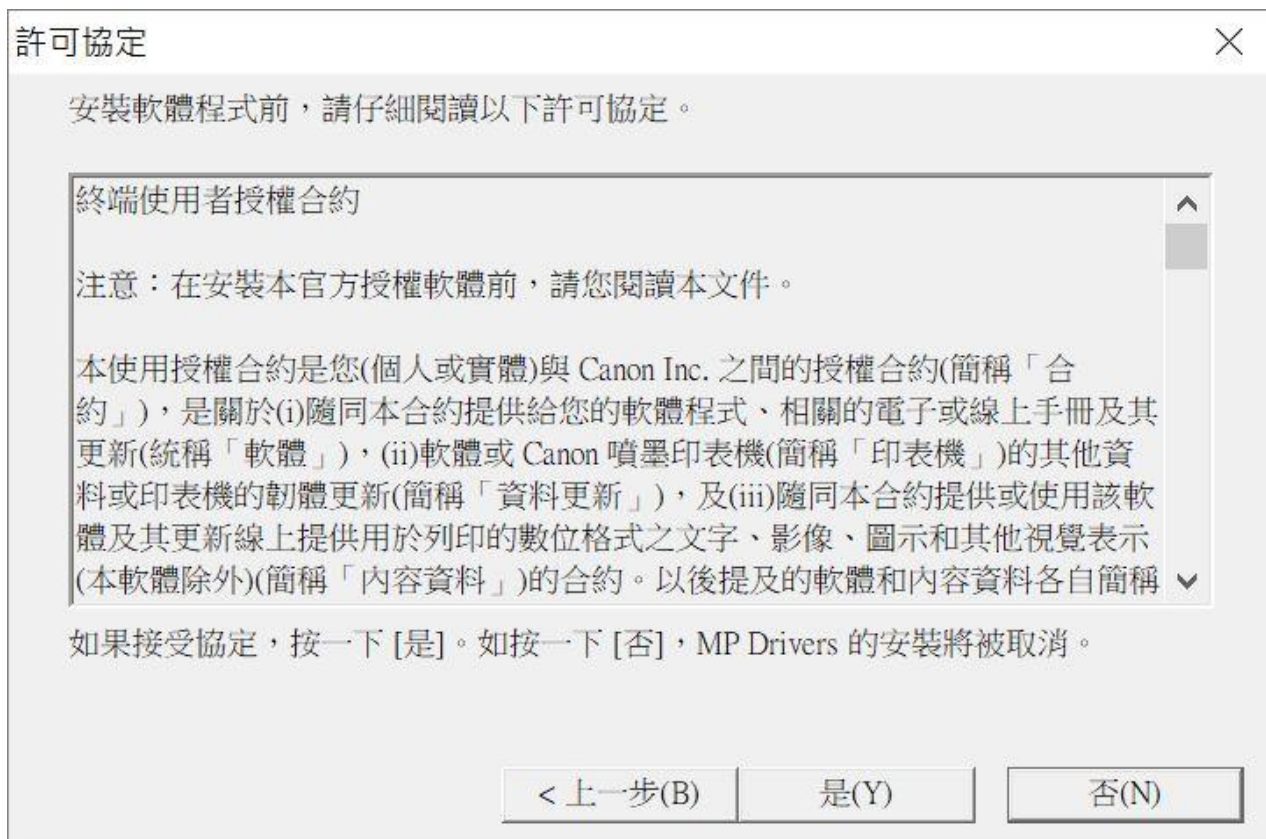 許可協定
安裝軟體程式前，請仔細閱讀以下許可協定。
終端使用者授權合約
注意：在安裝本官方授權軟體前，請您閱讀本文件。
本使用授權合約是您(個人或實體)與 Canon Inc. 之間的授權合約(簡稱「合
約」)，是關於(i)隨同本合約提供給您的軟體程式、相關的電子或線上手冊及其
更新(統稱「軟體」)，(ii)軟體或 Canon 噴墨印表機(簡稱「印表機」)的其他資
料或印表機的韌體更新(簡稱「資料更新」)，及(iii)隨同本合約提供或使用該軟
體及其更新線上提供用於列印的數位格式之文字、影像、圖示和其他視覺表示
(本軟體除外)(簡稱「內容資料」)的合約。以後提及的軟體和內容資料各自簡稱
如果接受協定，按一下 [是]。如按一下 [否]，MP Drivers 的安裝將被取消。
< 上一步(B)
是(Y)
否(N)